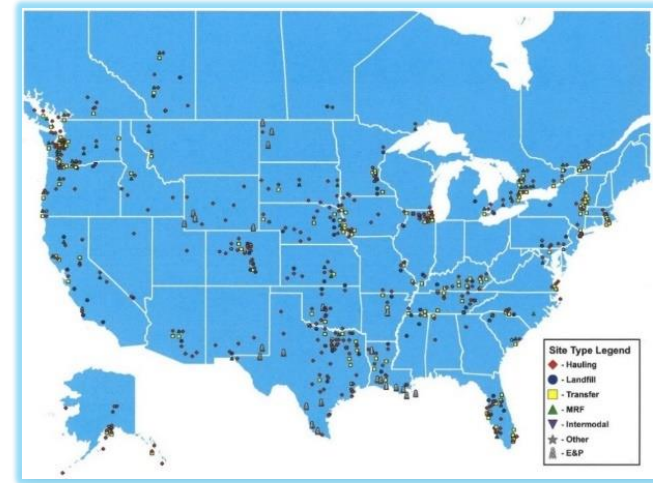 Site Type Legend
- Hauling
- Landfill
- Transfer
- MRF
- Intermodal
- Other
- E&P